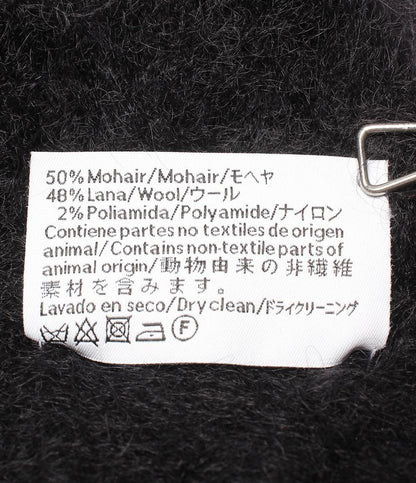 50% Mohair/Mohair/モヘヤ
48% Lana/Wool/ウール
2% Poliamida/Polyamide/ナイロン
Contiene partes no textiles de origen
animal/Contains non-textile parts of
animal origin/動物由来の非繊維
素材を含みます。
Lavado en seco/Dry clean/ドライクリーニング
F